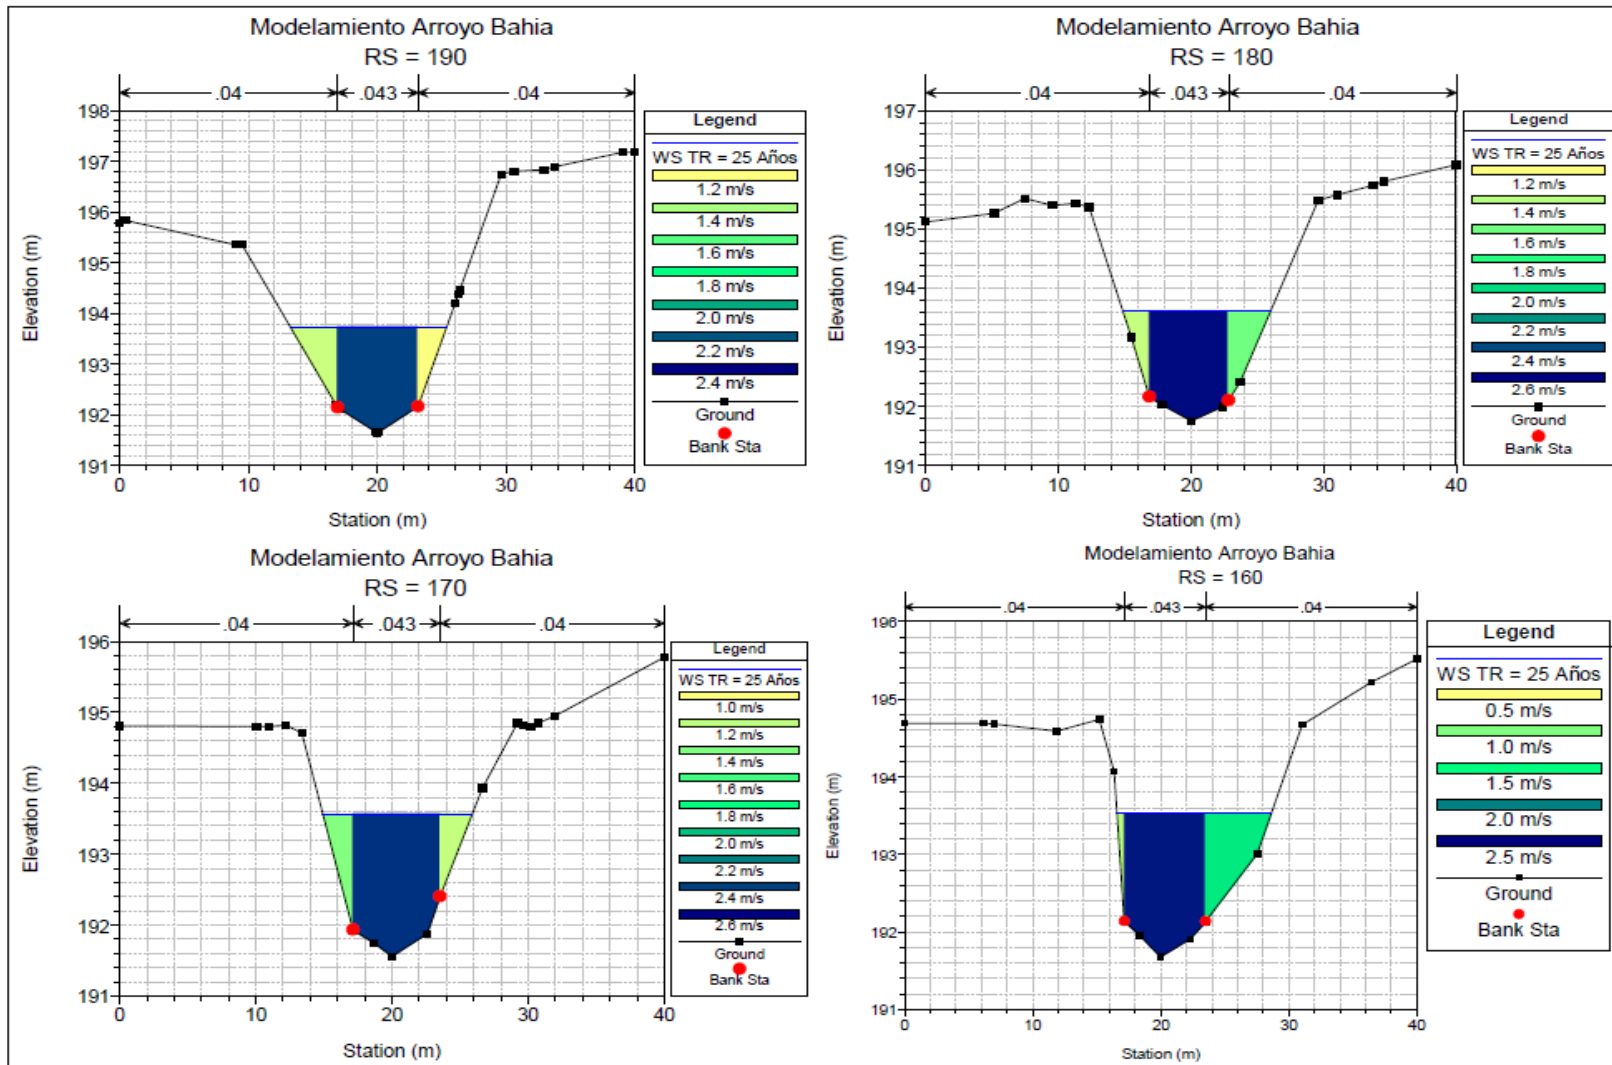 Modelamiento Arroyo Bahia
RS = 190
.04
.043
.04
198
197
196
195
194
193
192
191
0
10
20
30
40
Elevation (m)
Station (m)
Legend
WS TR = 25 Años
1.2 m/s
1.4 m/s
1.6 m/s
1.8 m/s
2.0 m/s
2.2 m/s
2.4 m/s
Ground
Bank Sta
Modelamiento Arroyo Bahia
RS = 180
.04
.043
.04
197
196
195
194
193
192
191
0
10
20
30
40
Elevation (m)
Station (m)
Legend
WS TR = 25 Años
1.2 m/s
1.4 m/s
1.6 m/s
1.8 m/s
2.0 m/s
2.2 m/s
2.4 m/s
2.6 m/s
Ground
Bank Sta
Modelamiento Arroyo Bahia
RS = 170
.04
.043
.04
196
195
194
193
192
191
0
10
20
30
40
Elevation (m)
Station (m)
Legend
WS TR = 25 Años
1.0 m/s
1.2 m/s
1.4 m/s
1.6 m/s
1.8 m/s
2.0 m/s
2.2 m/s
2.4 m/s
2.6 m/s
Ground
Bank Sta
Modelamiento Arroyo Bahia
RS = 160
.04
.043
.04
196
195
194
193
192
191
0
10
20
30
40
Elevation (m)
Station (m)
Legend
WS TR = 25 Años
0.5 m/s
1.0 m/s
1.5 m/s
2.0 m/s
2.5 m/s
Ground
Bank Sta